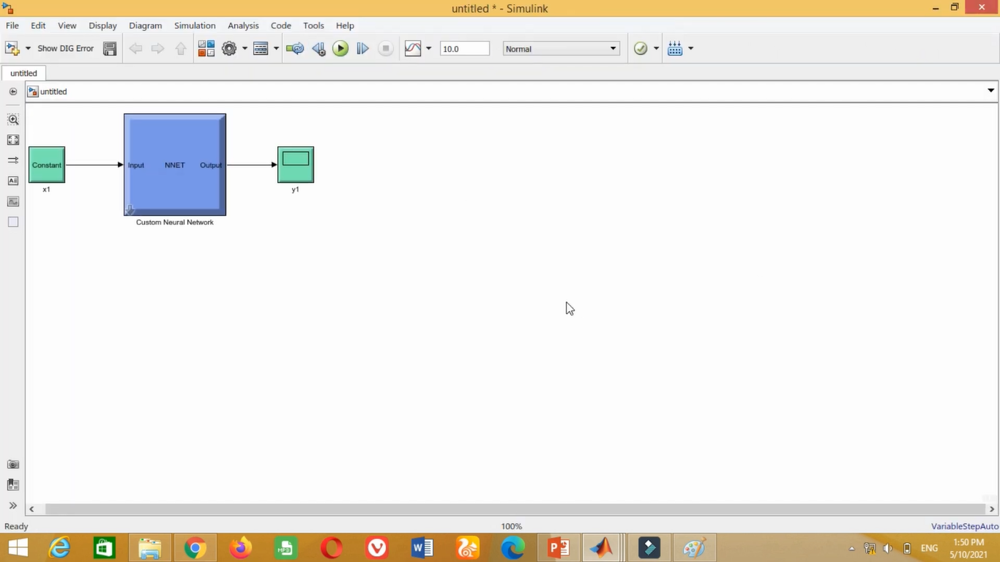 untitled * - Simulink
File Edit View Display Diagram Simulation Analysis Code Tools Help
Show DIG Error 10.0 Normal
untitled
untitled
Constant Input NNET Output
x1 y1
Custom Neural Network
Ready 100% VariableStepAuto
ENG 1:50 PM
5/10/2021